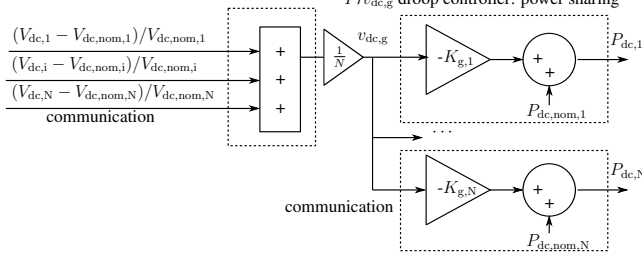 P/v_dc,g droop controller: power sharing
(V_dc,1 − V_dc,nom,1)/V_dc,nom,1
(V_dc,i − V_dc,nom,i)/V_dc,nom,i
(V_dc,N − V_dc,nom,N)/V_dc,nom,N
communication
+
+
+
1/N
v_dc,g
-K_g,1
+
+
P_dc,1
P_dc,nom,1
...
communication
-K_g,N
+
+
P_dc,N
P_dc,nom,N